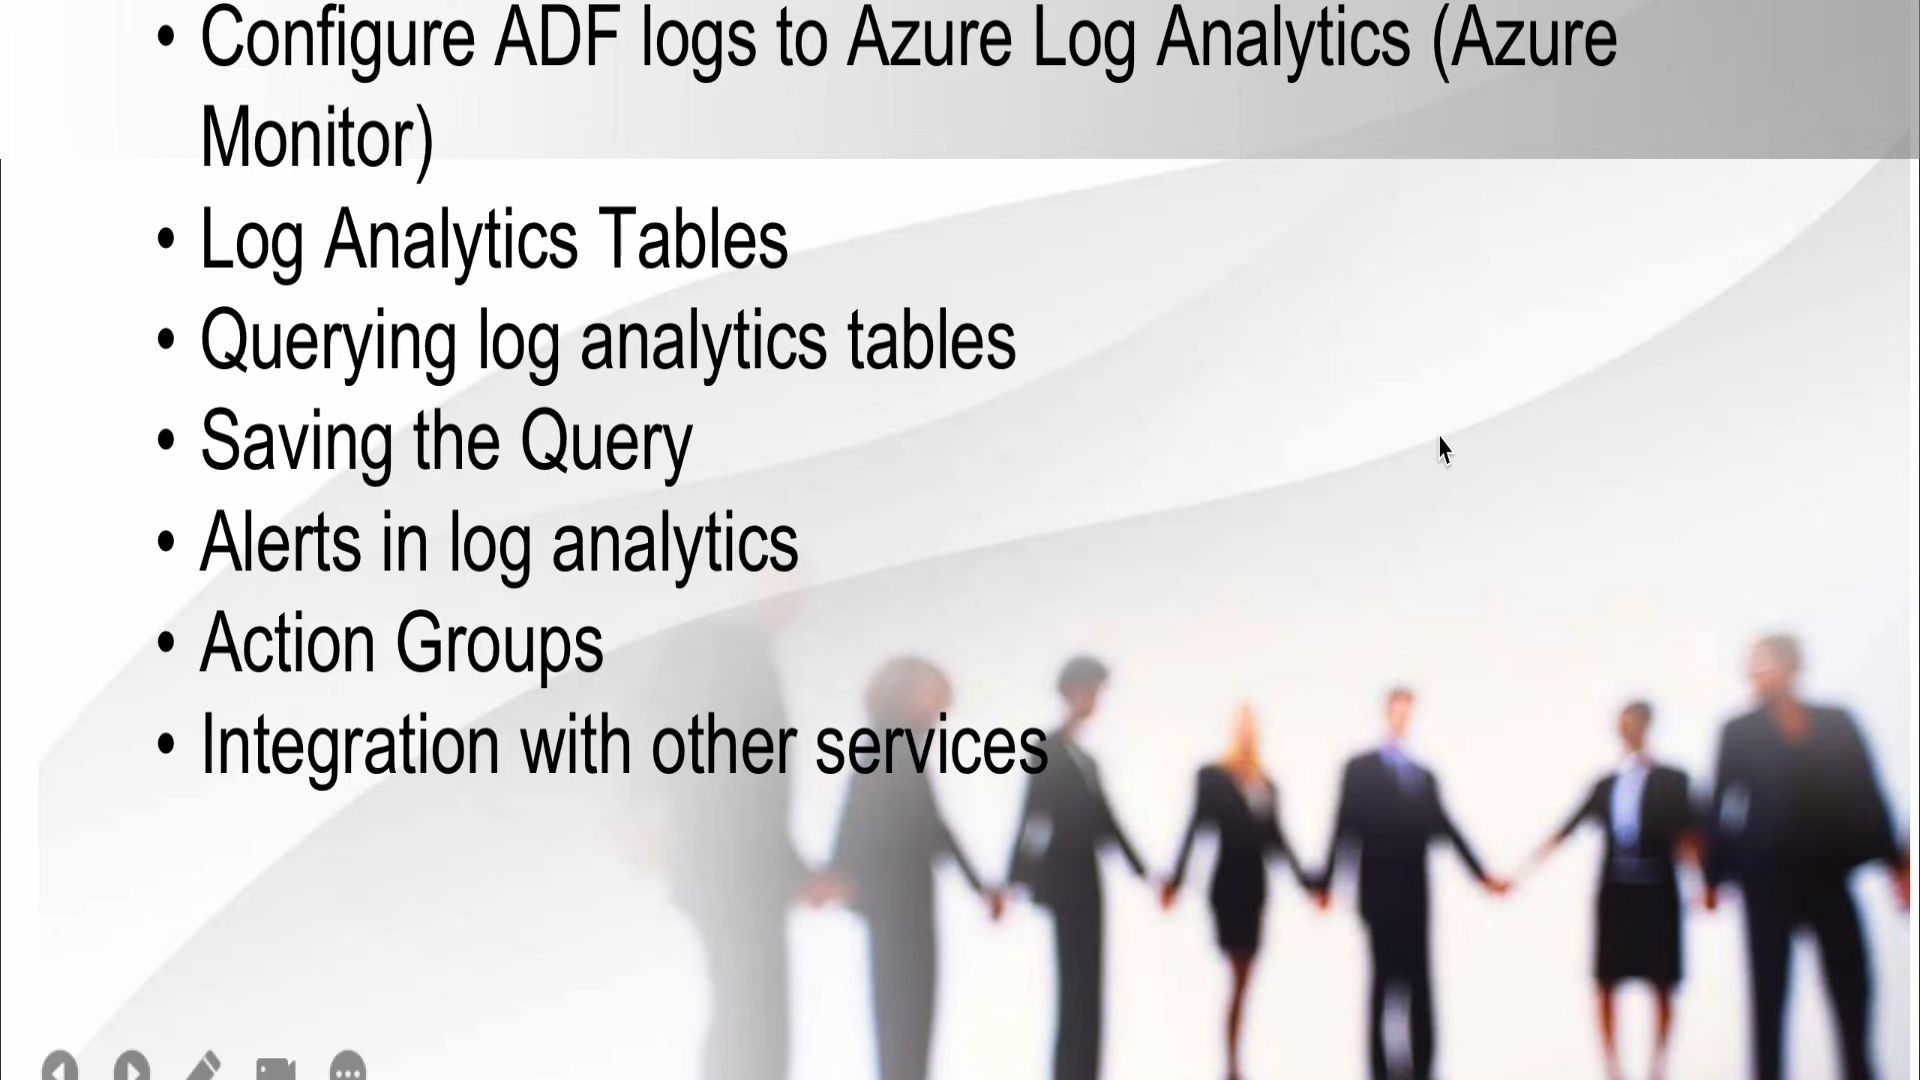 • Configure ADF logs to Azure Log Analytics (Azure
Monitor)
• Log Analytics Tables
• Querying log analytics tables
• Saving the Query
• Alerts in log analytics
• Action Groups
• Integration with other services